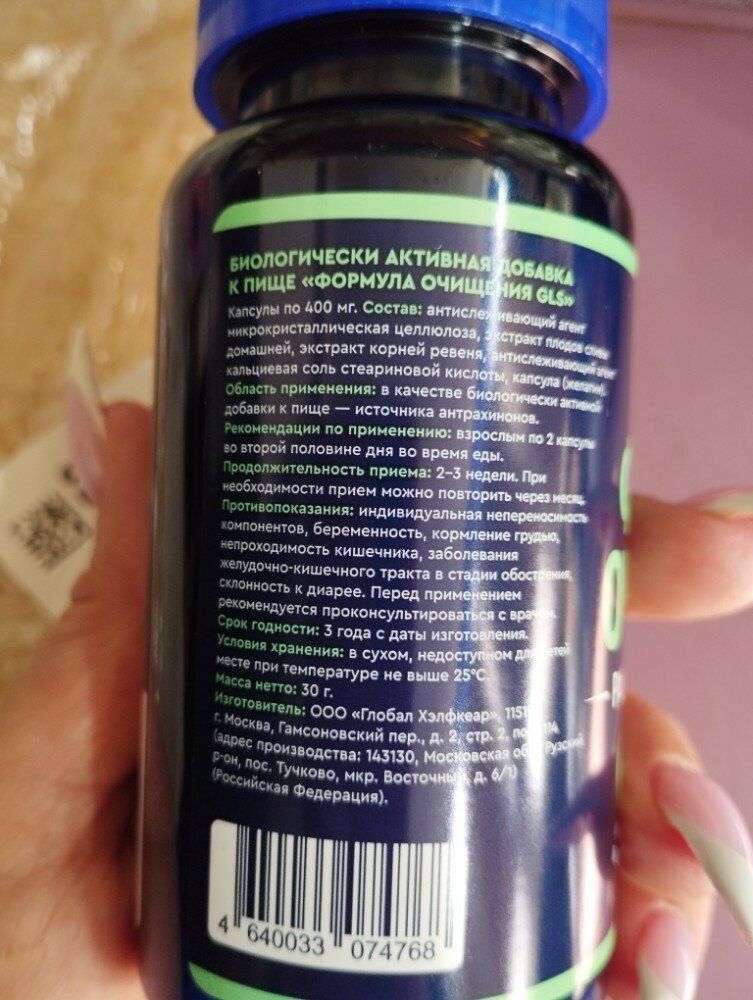 БИОЛОГИЧЕСКИ АКТИВНАЯ ДОБАВКА
К ПИЩЕ «ФОРМУЛА ОЧИЩЕНИЯ GLS»
Капсулы по 400 мг. Состав: антислеживающий агент
микрокристаллическая целлюлоза, экстракт плодов сливы
домашней, экстракт корней ревеня, антислеживающий агент
кальциевая соль стеариновой кислоты, капсула (желатин).
Область применения: в качестве биологически активной
добавки к пище — источника антрахинонов.
Рекомендации по применению: взрослым по 2 капсулы
во второй половине дня во время еды.
Продолжительность приема: 2–3 недели. При
необходимости прием можно повторить через месяц.
Противопоказания: индивидуальная непереносимость
компонентов, беременность, кормление грудью,
непроходимость кишечника, заболевания
желудочно-кишечного тракта в стадии обострения,
склонность к диарее. Перед применением
рекомендуется проконсультироваться с врачом.
Срок годности: 3 года с даты изготовления.
Условия хранения: в сухом, недоступном для детей
месте при температуре не выше 25°C.
Масса нетто: 30 г.
Изготовитель: ООО «Глобал Хэлфкеар»,
г. Москва, Гамсоновский пер., д. 2, стр. 2,
(адрес производства: 143130, Московская обл., Рузский
р-он, пос. Тучково, мкр. Восточный, д. 6/1)
(Российская Федерация).
4 640033 074768